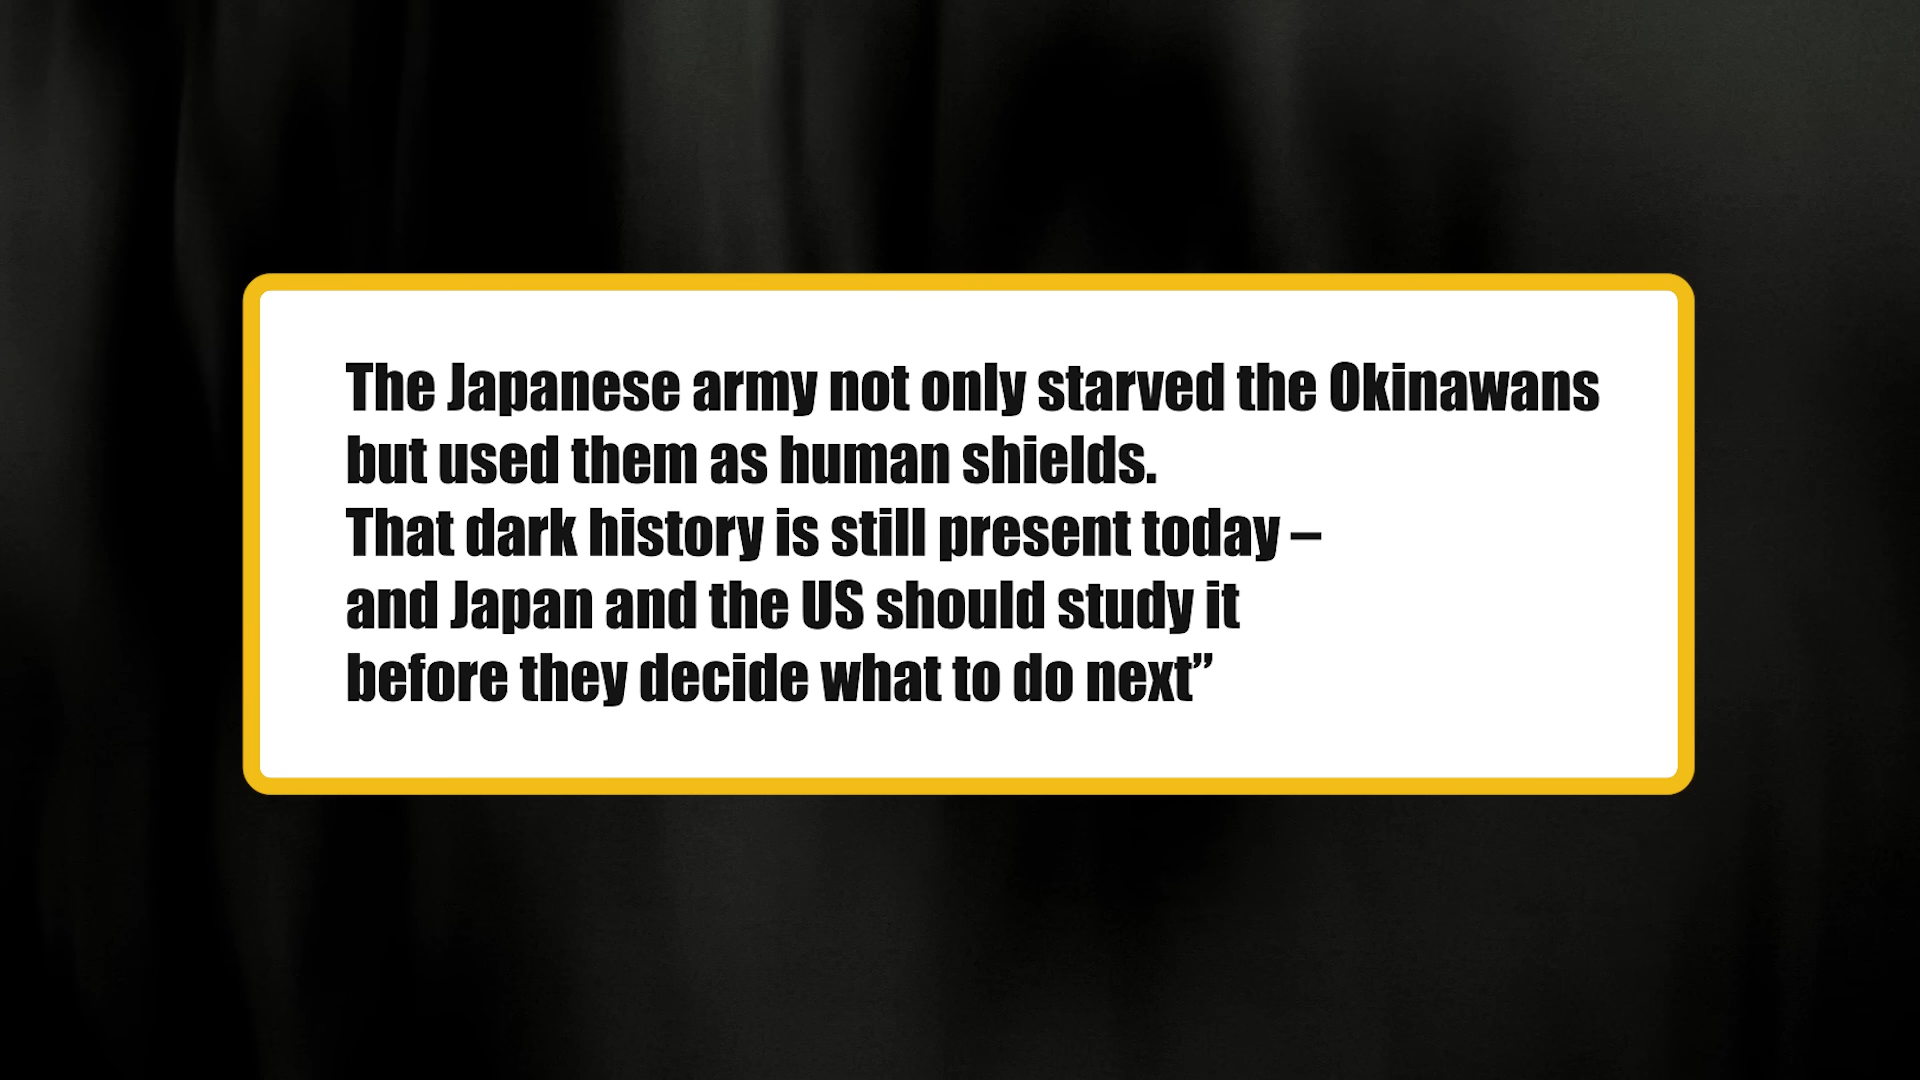 The Japanese army not only starved the Okinawans
but used them as human shields.
That dark history is still present today –
and Japan and the US should study it
before they decide what to do next”